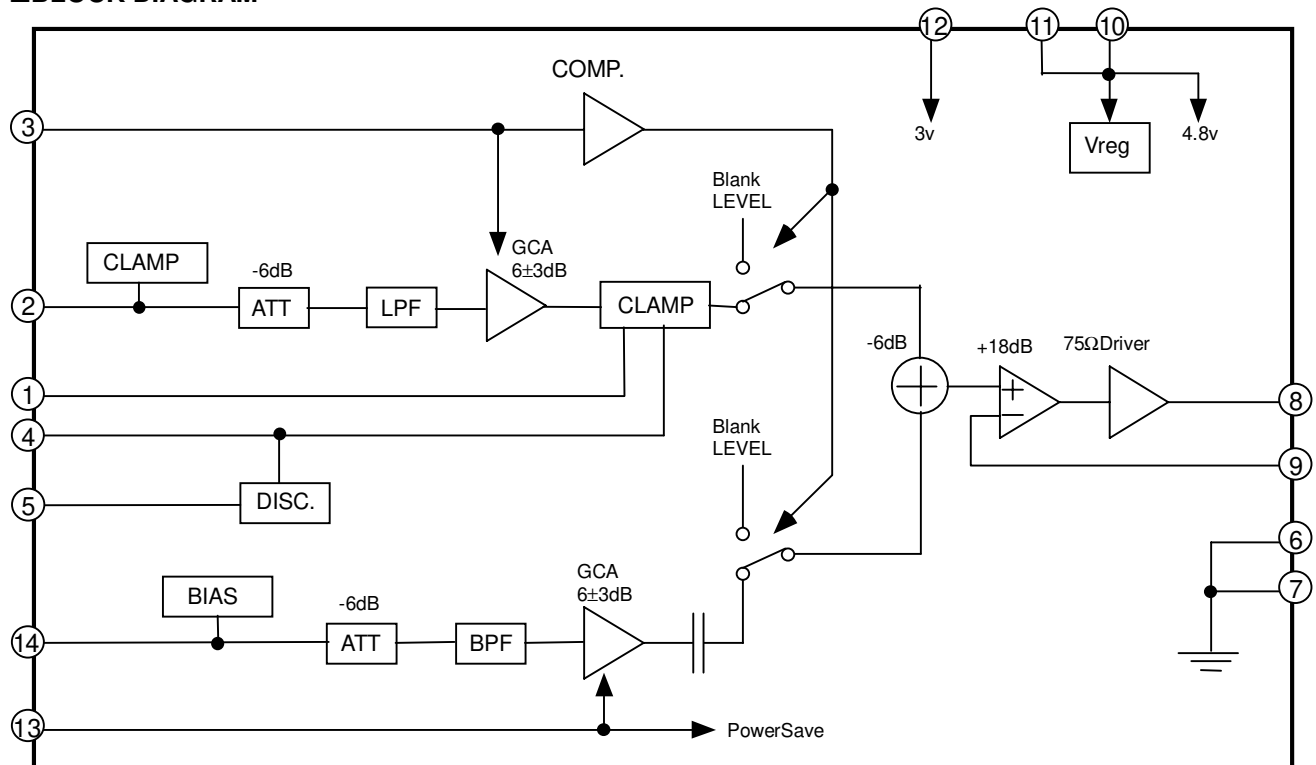 ■BLOCK DIAGRAM
12
11
10
COMP.
3
3v
Vreg
4.8v
Blank
LEVEL
CLAMP
GCA
6±3dB
-6dB
2
ATT
LPF
CLAMP
-6dB
+18dB
75ΩDriver
1
8
4
Blank
LEVEL
9
5
DISC.
6
GCA
6±3dB
7
BIAS
-6dB
14
ATT
BPF
13
PowerSave